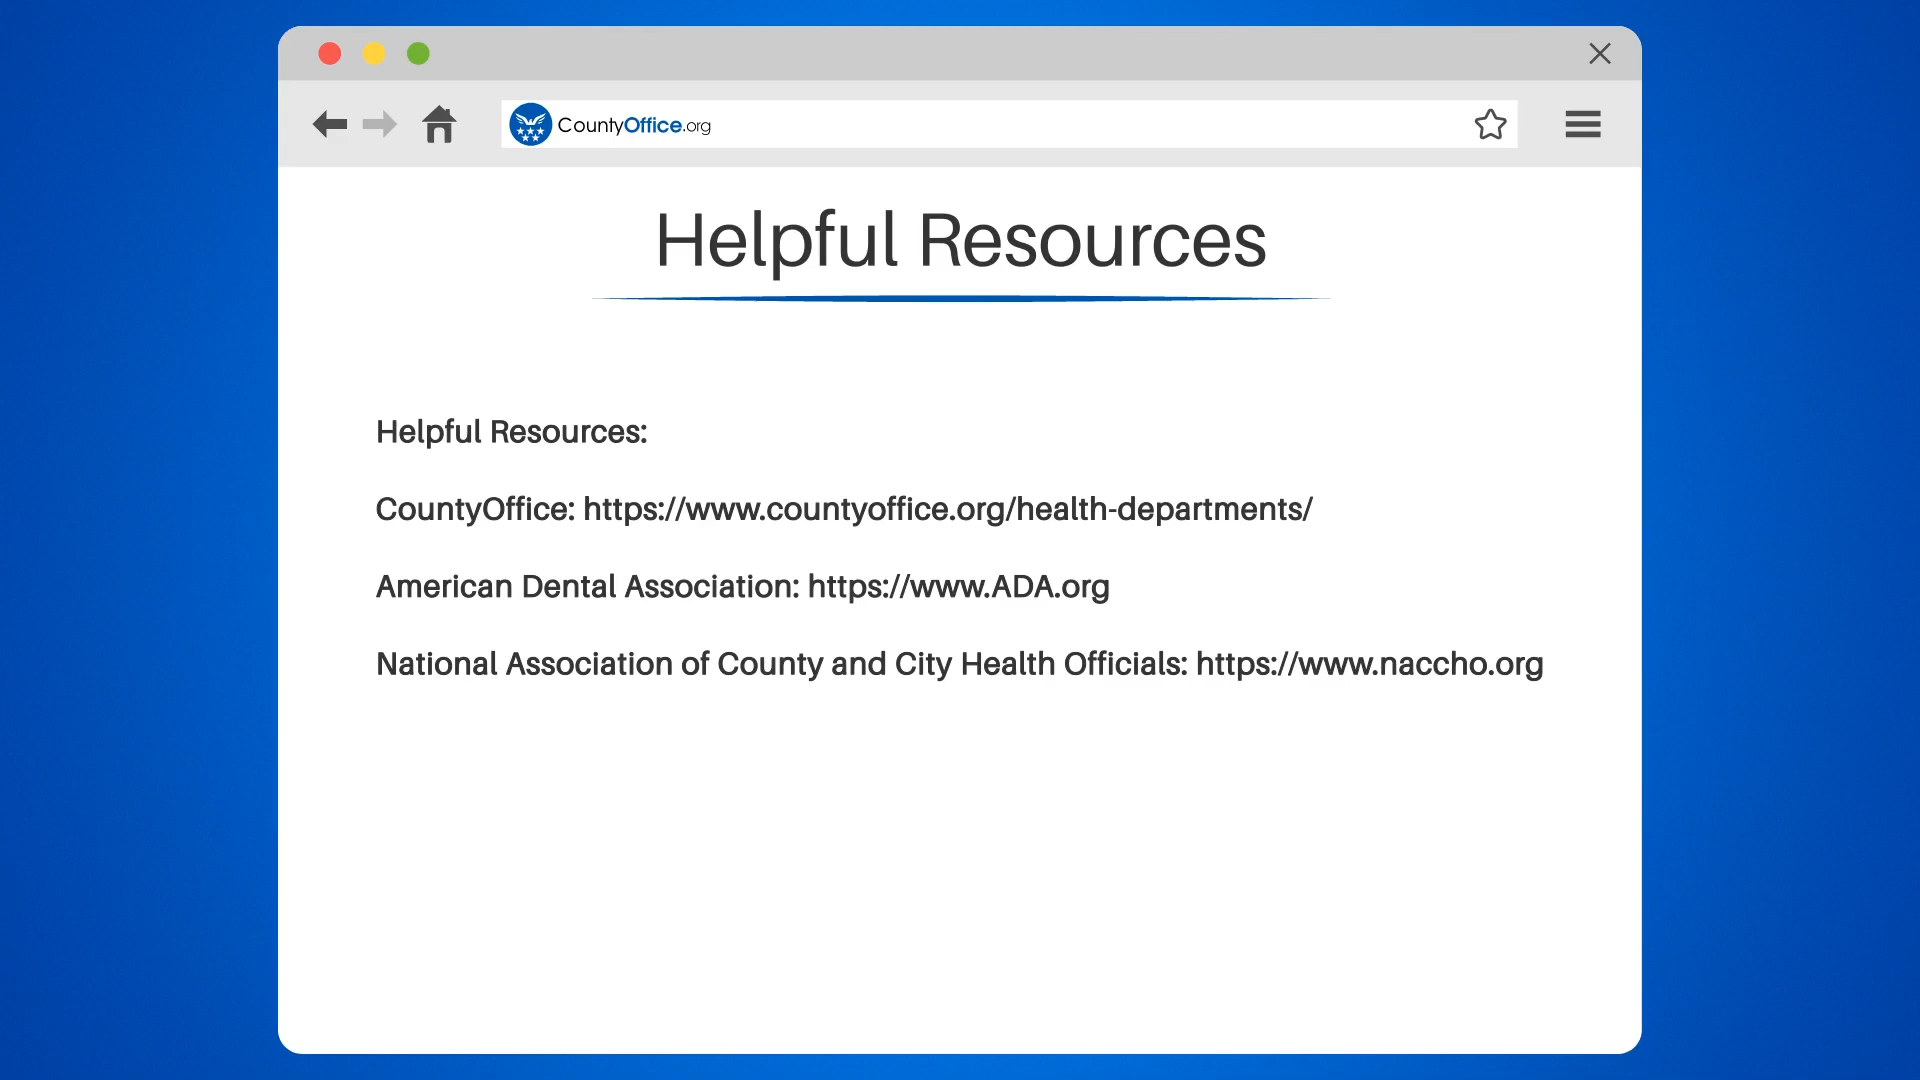 CountyOffice.org
Helpful Resources
Helpful Resources:
CountyOffice: https://www.countyoffice.org/health-departments/
American Dental Association: https://www.ADA.org
National Association of County and City Health Officials: https://www.naccho.org